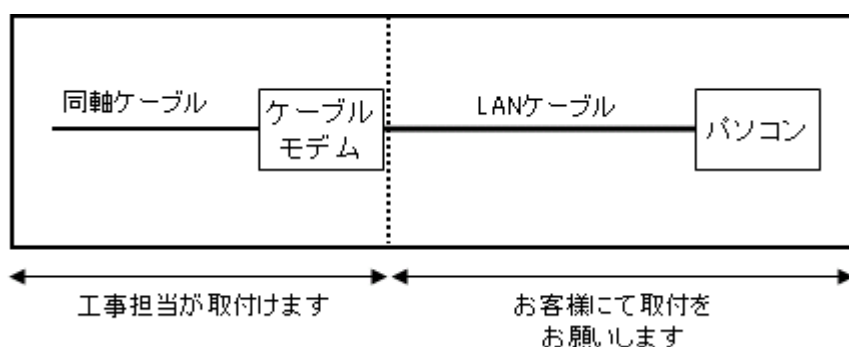 同軸ケーブル
ケーブル
モデム
LANケーブル
パソコン
工事担当が取付けます
お客様にて取付を
お願いします